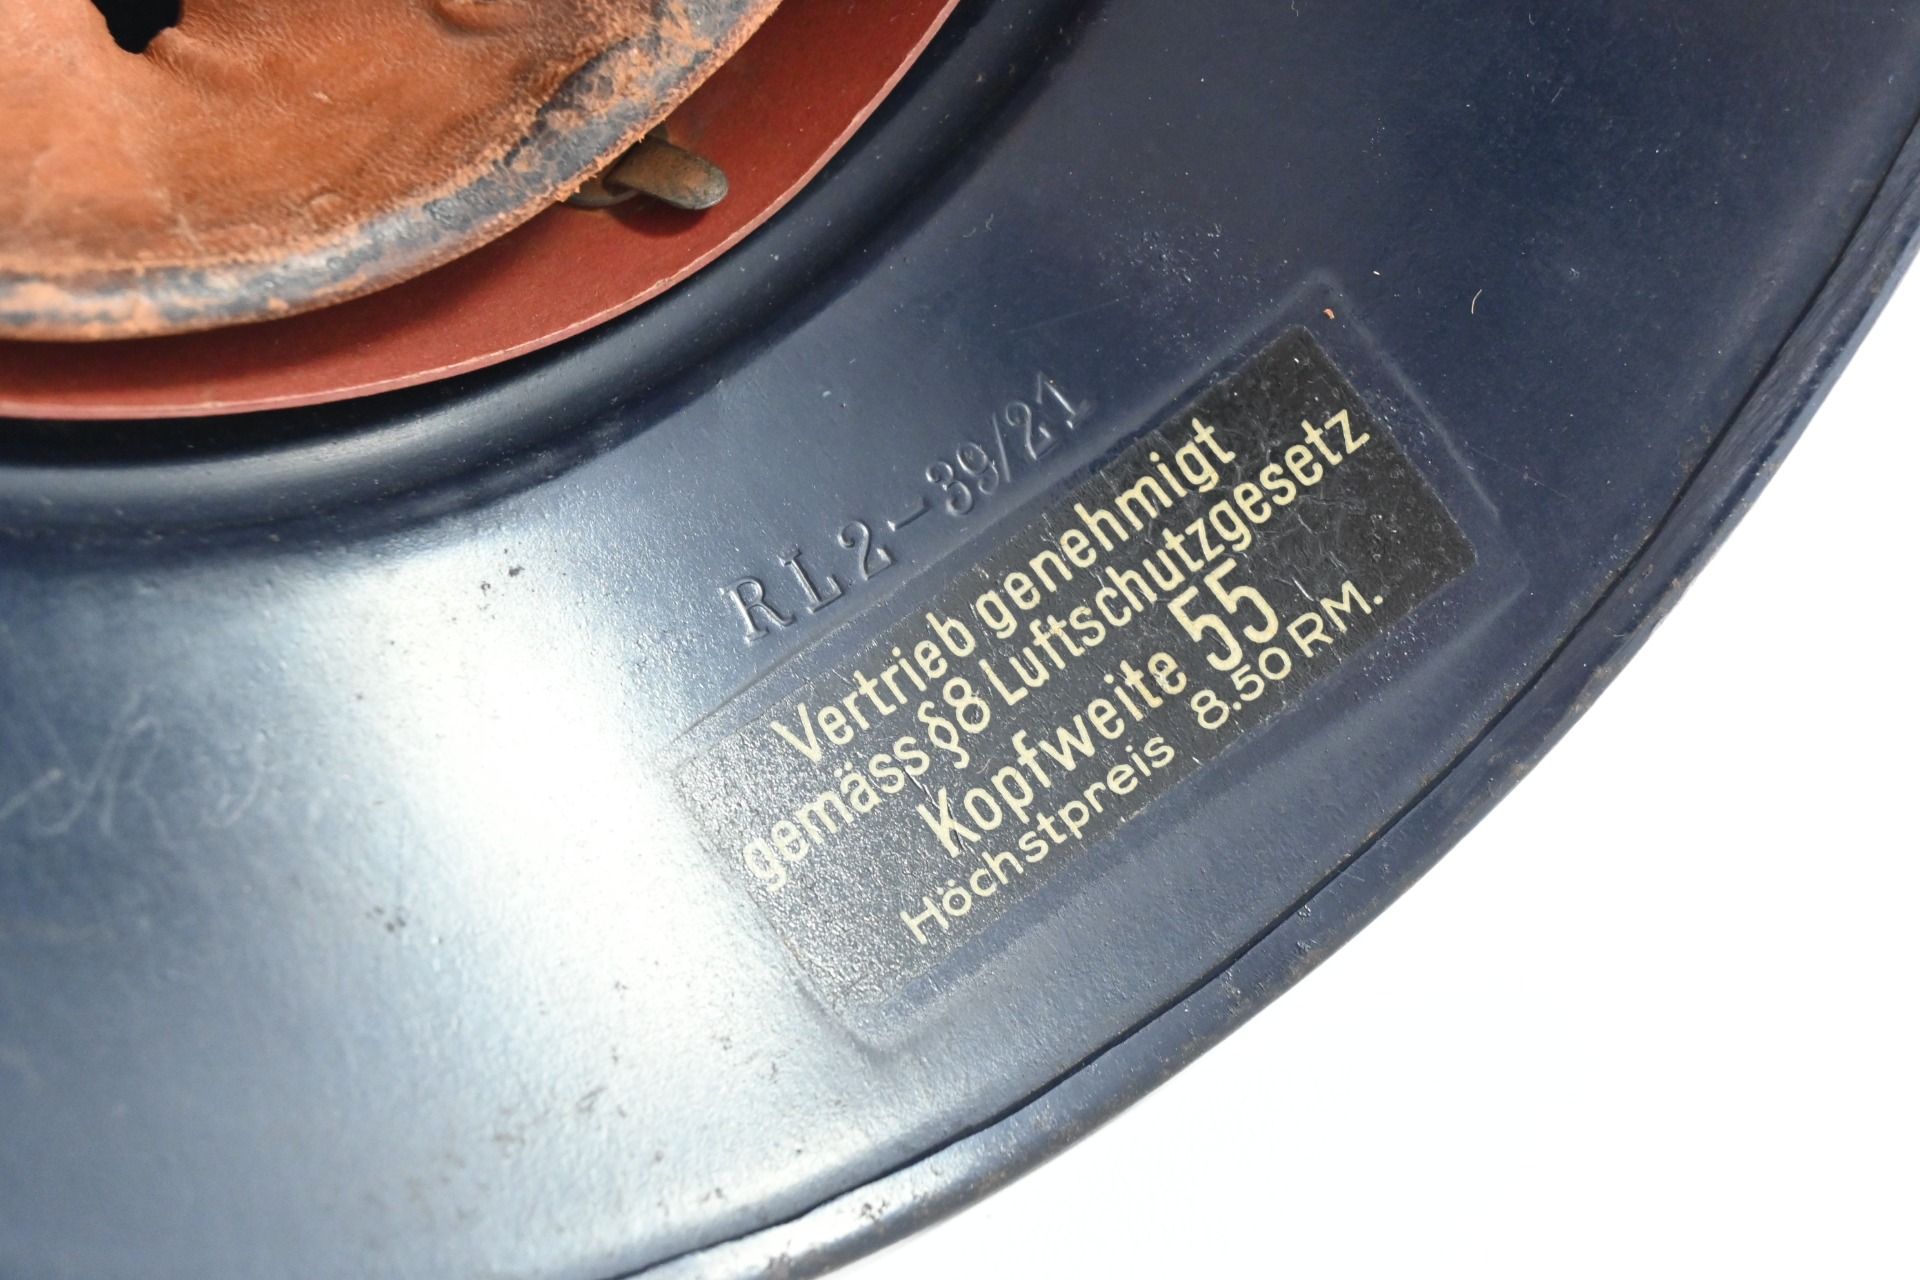 RL2-39/21
Vertrieb genehmigt
gemäss §8 Luftschutzgesetz
Kopfweite 55
Höchstpreis 8.50 RM.